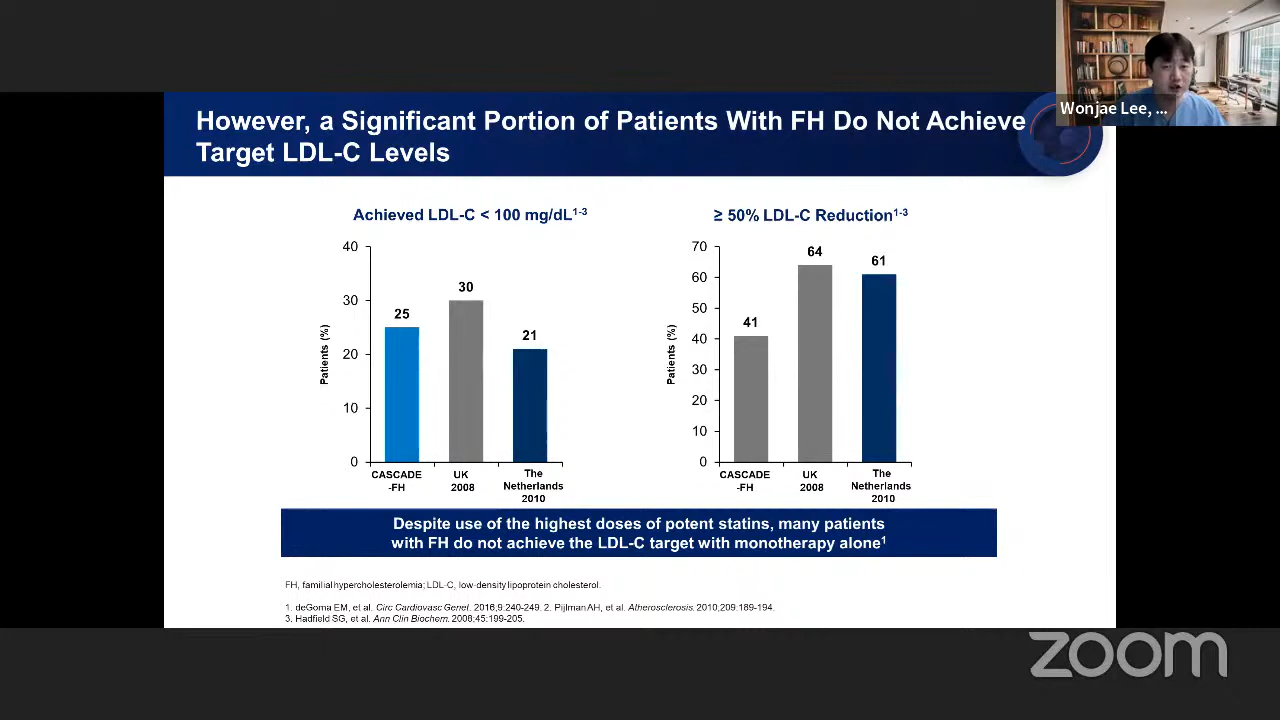 Wonjae Lee, ...
However, a Significant Portion of Patients With FH Do Not Achieve
Target LDL-C Levels
Achieved LDL-C < 100 mg/dL1-3
40
30
20
10
0
Patients (%)
25
30
21
CASCADE
-FH
UK
2008
The
Netherlands
2010
≥ 50% LDL-C Reduction1-3
70
60
50
40
30
20
10
0
Patients (%)
41
64
61
CASCADE
-FH
UK
2008
The
Netherlands
2010
Despite use of the highest doses of potent statins, many patients
with FH do not achieve the LDL-C target with monotherapy alone1
FH, familial hypercholesterolemia; LDL-C, low-density lipoprotein cholesterol.
1. deGoma EM, et al. Circ Cardiovasc Genet. 2016;9:240-249. 2. Pijlman AH, et al. Atherosclerosis. 2010;209:189-194.
3. Hadfield SG, et al. Ann Clin Biochem. 2008;45:199-205.
zoom